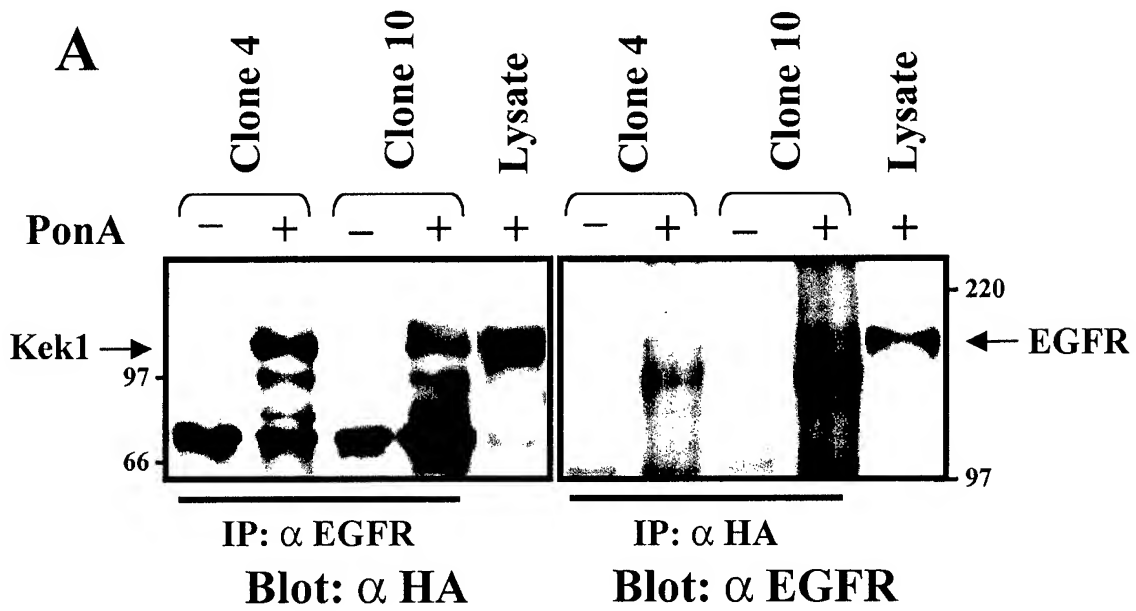 A
Clone 4
Clone 10
Lysate
Clone 4
Clone 10
Lysate
PonA − + − + + − + − + +
Kek1
97
66
220
EGFR
97
IP: α EGFR
IP: α HA
Blot: α HA
Blot: α EGFR